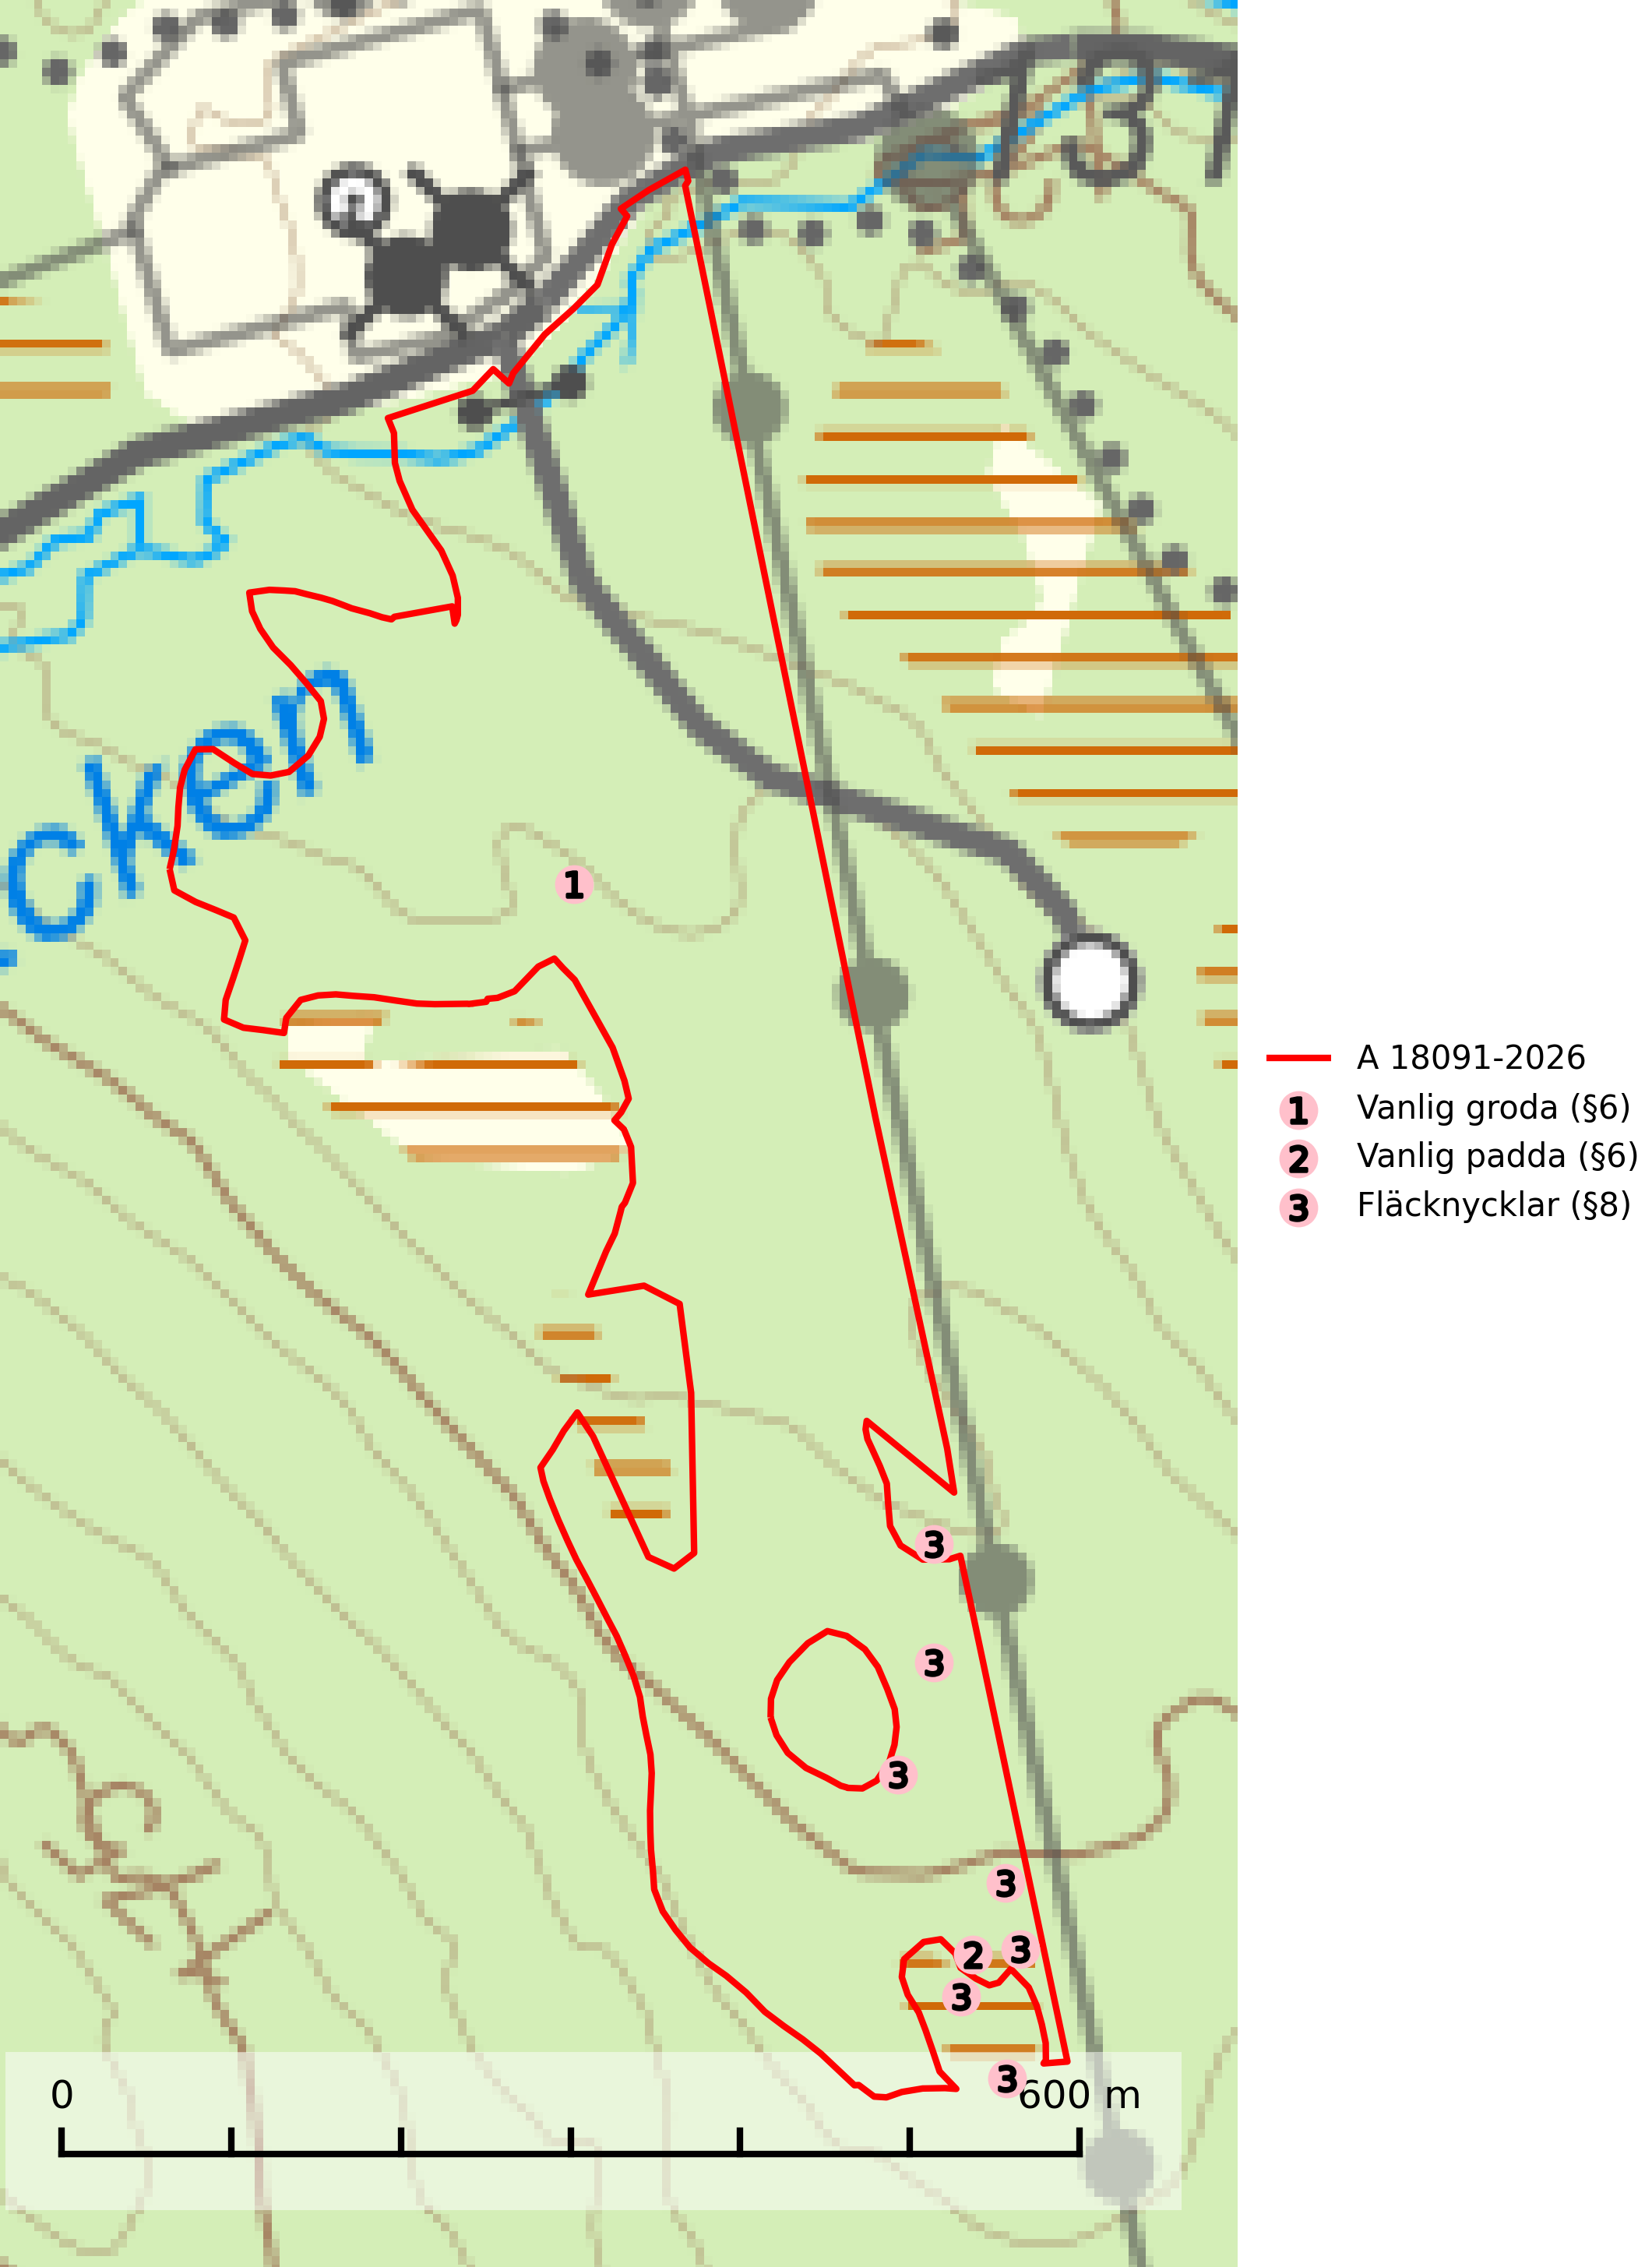 131
cken
1
3
3
3
3
2
3
3
3
0
600 m
A 18091-2026
1 Vanlig groda (§6)
2 Vanlig padda (§6)
3 Fläcknycklar (§8)